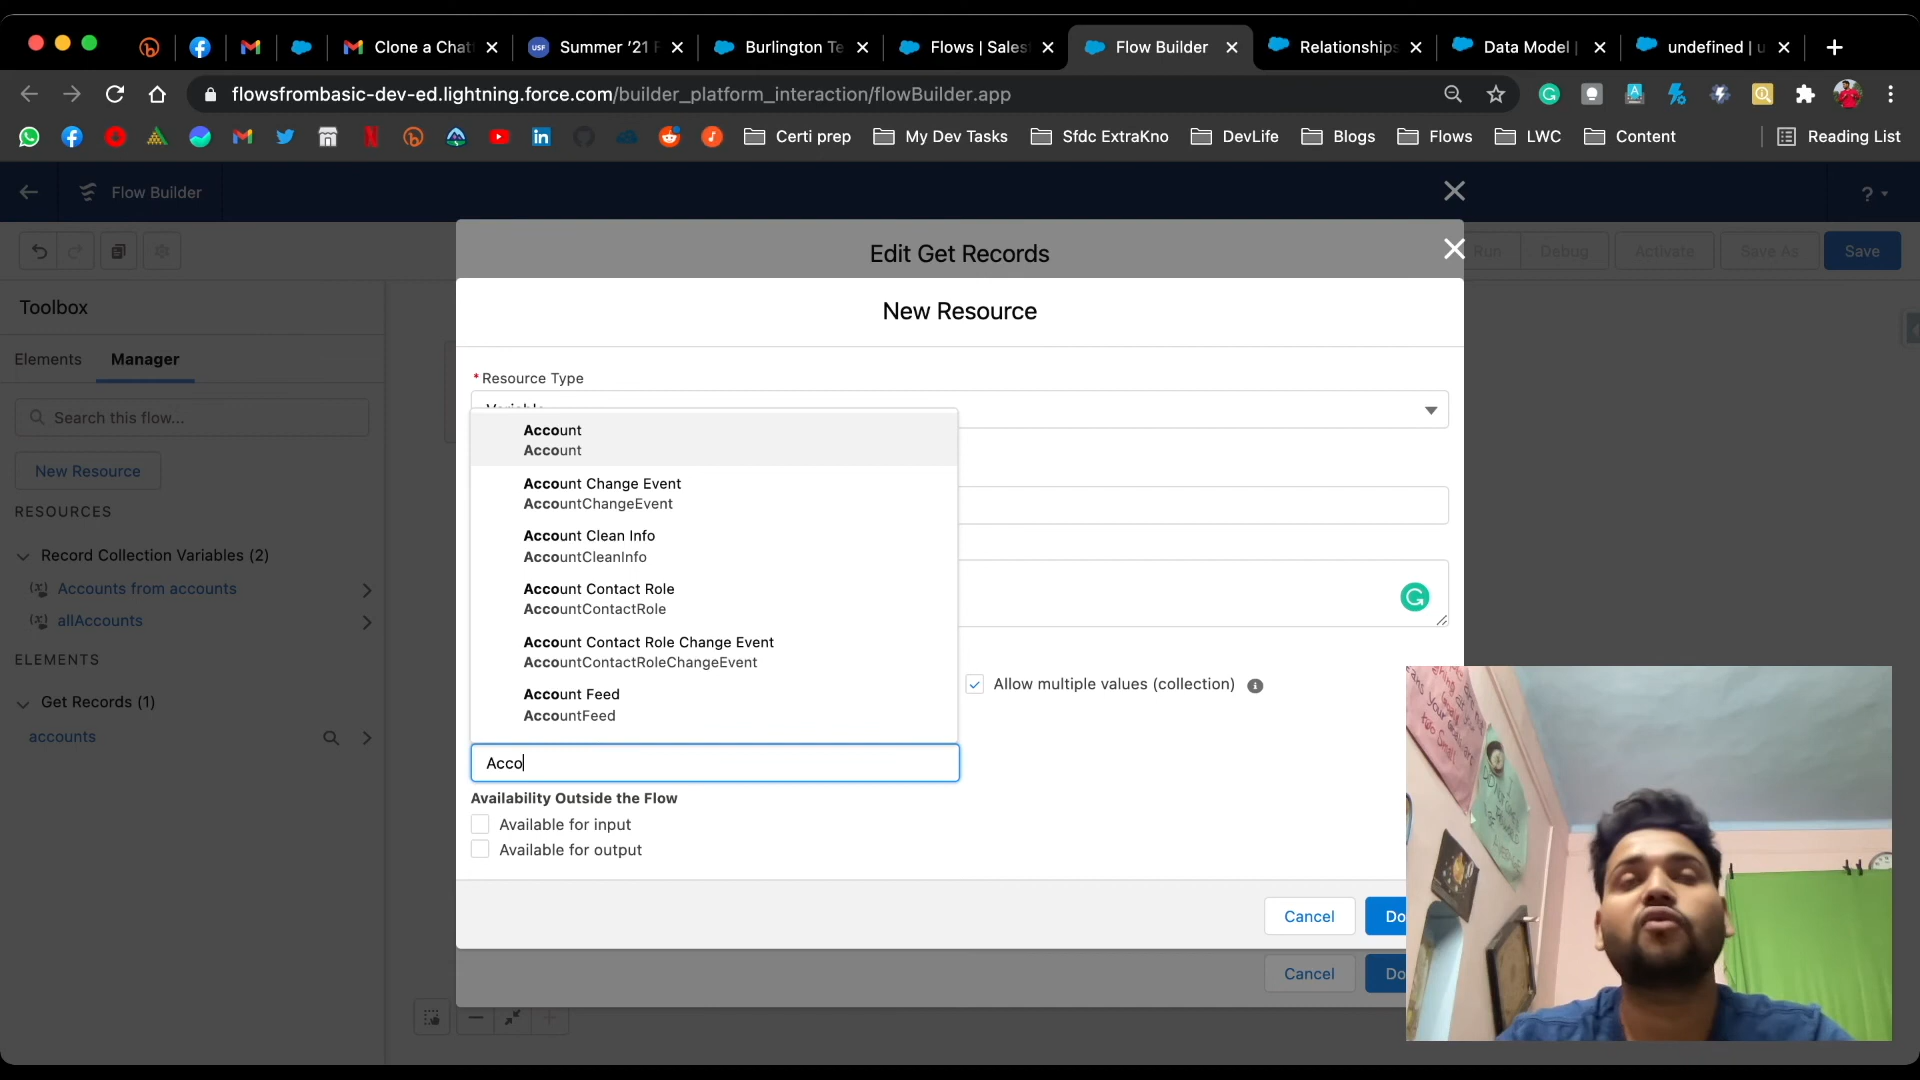 Clone a Chat
Summer ’21 F
Burlington Te
Flows | Sales
Flow Builder
Relationships
Data Model |
undefined | u
flowsfrombasic-dev-ed.lightning.force.com/builder_platform_interaction/flowBuilder.app
Certi prep
My Dev Tasks
Sfdc ExtraKno
DevLife
Blogs
Flows
LWC
Content
Reading List
Flow Builder
?
Edit Get Records
Run
Debug
Activate
Save As
Save
Toolbox
Elements
Manager
Search this flow...
New Resource
RESOURCES
Record Collection Variables (2)
Accounts from accounts
allAccounts
ELEMENTS
Get Records (1)
accounts
New Resource
* Resource Type
Variable
Account
Account
Account Change Event
AccountChangeEvent
Account Clean Info
AccountCleanInfo
Account Contact Role
AccountContactRole
Account Contact Role Change Event
AccountContactRoleChangeEvent
Account Feed
AccountFeed
Allow multiple values (collection)
Acco
Availability Outside the Flow
Available for input
Available for output
Cancel
Do
Cancel
Do